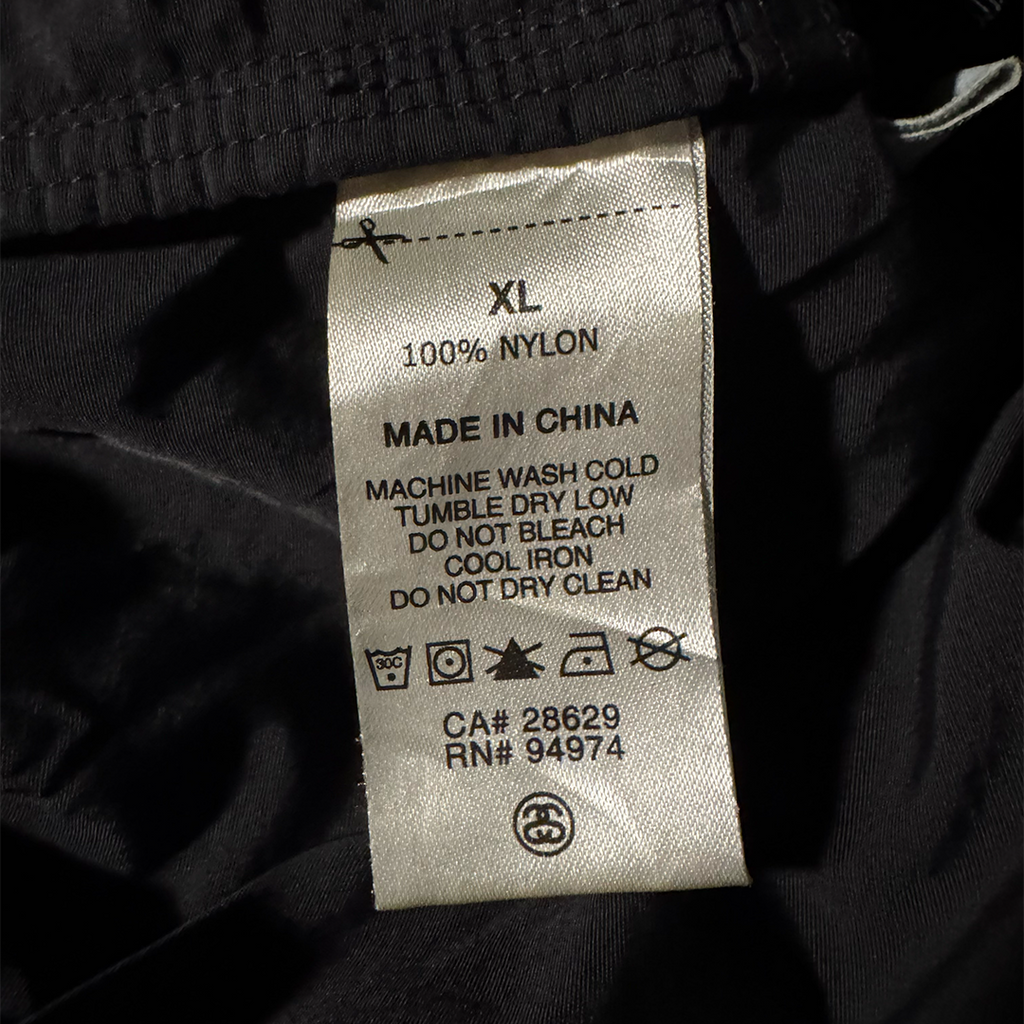 XL
100% NYLON
MADE IN CHINA
MACHINE WASH COLD
TUMBLE DRY LOW
DO NOT BLEACH
COOL IRON
DO NOT DRY CLEAN
30C
CA# 28629
RN# 94974